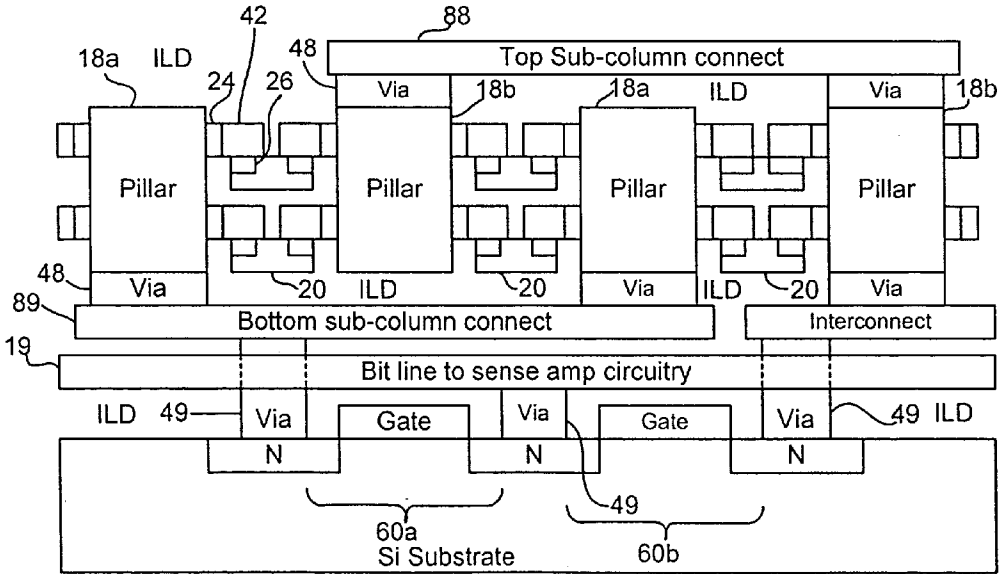 88
42
ILD
18a
24
26
48
Top Sub-column connect
Via
18b
18a
ILD
Via
18b
Pillar
Pillar
Pillar
Pillar
48
Via
20
ILD
20
Via
ILD
20
Via
89
Bottom sub-column connect
Interconnect
19
Bit line to sense amp circuitry
ILD
49
Via
Gate
Via
Gate
Via
49
ILD
N
N
N
49
60a
60b
Si Substrate